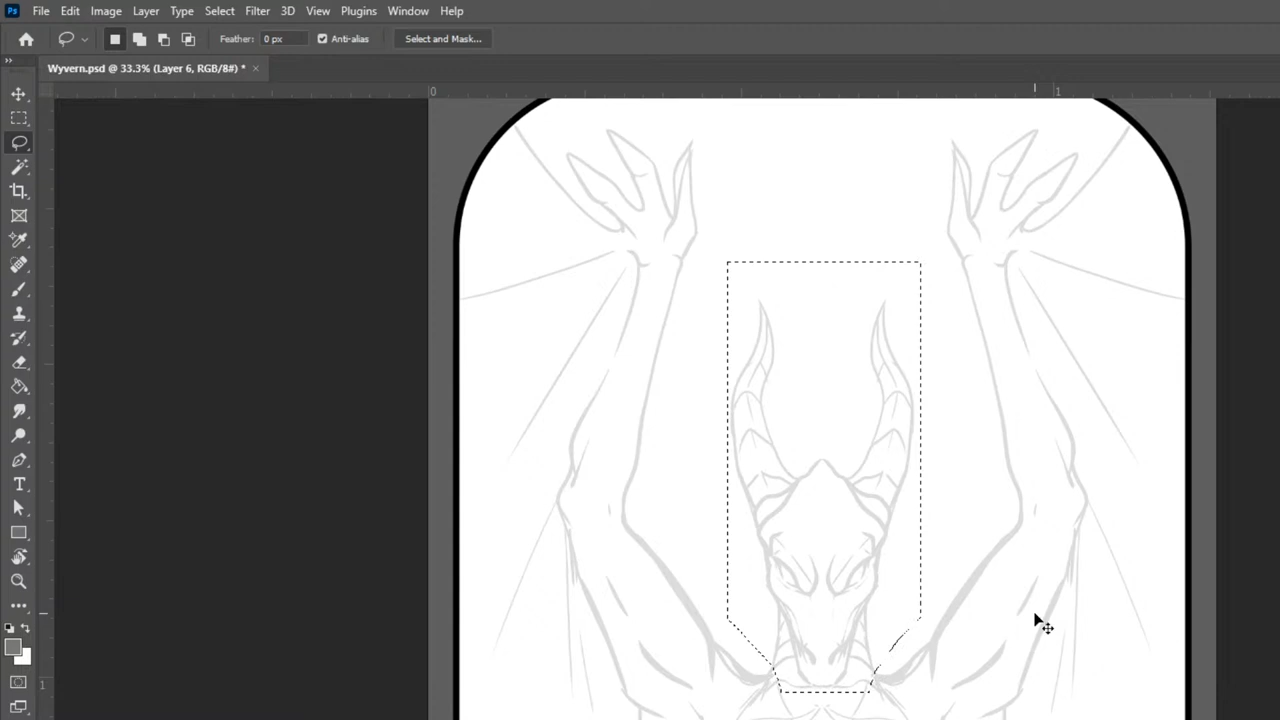 Ps File Edit Image Layer Type Select Filter 3D View Plugins Window Help
Feather: 0 px Anti-alias Select and Mask...
Wyvern.psd @ 33.3% (Layer 6, RGB/8#) * ×
0 1
1